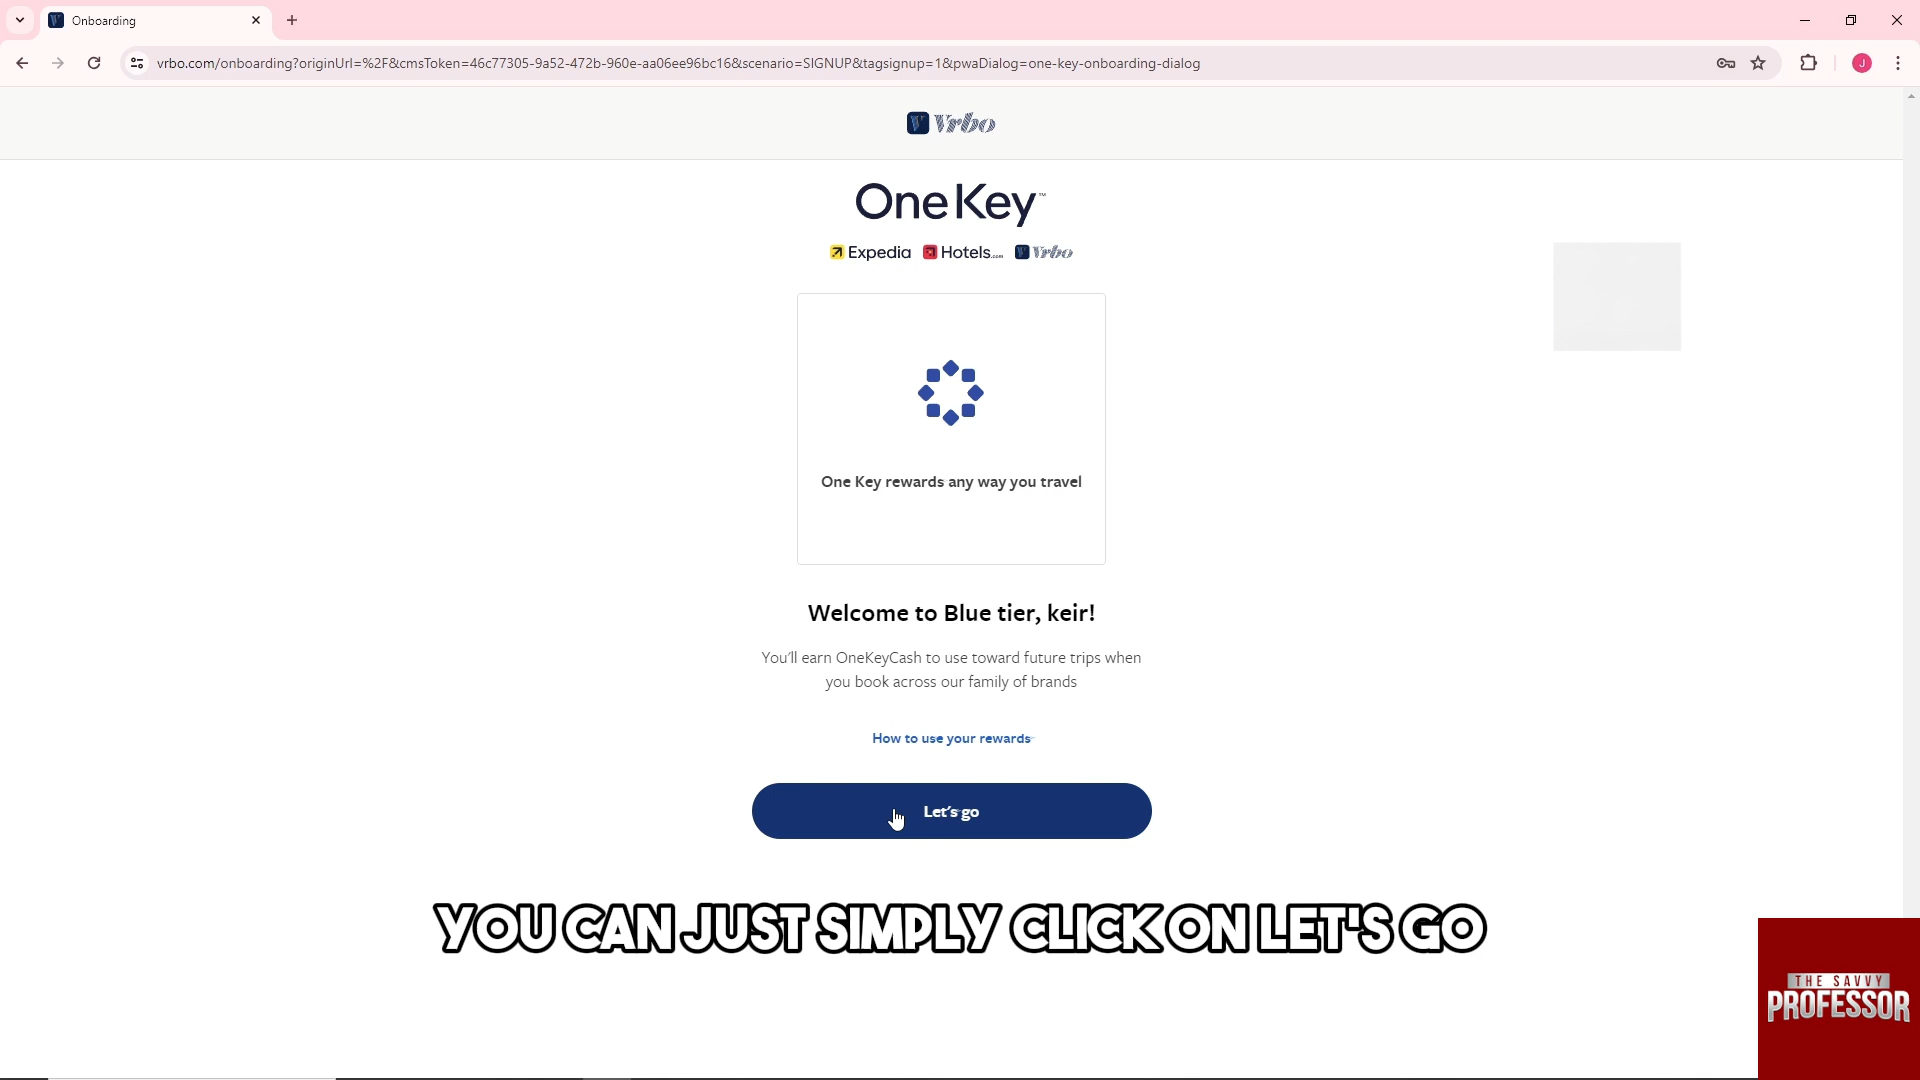 Onboarding
vrbo.com/onboarding?originUrl=%2F&cmsToken=46c77305-9a52-472b-960e-aa06ee96bc16&scenario=SIGNUP&tagsignup=1&pwaDialog=one-key-onboarding-dialog
J
Vrbo
OneKey™
Expedia Hotels.com Vrbo
One Key rewards any way you travel
Welcome to Blue tier, keir!
You'll earn OneKeyCash to use toward future trips when
you book across our family of brands
How to use your rewards
Let's go
YOU CAN JUST SIMPLY CLICK ON LET'S GO
THE SAVVY
PROFESSOR